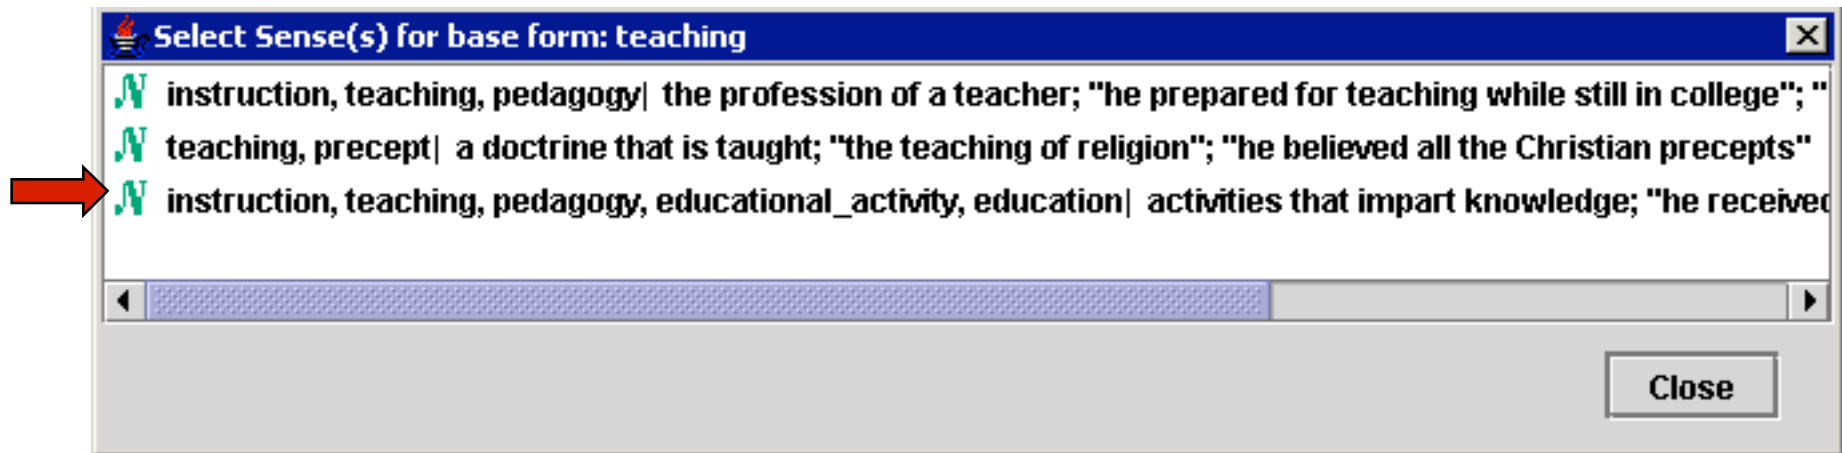 Select Sense(s) for base form: teaching
N instruction, teaching, pedagogy| the profession of a teacher; "he prepared for teaching while still in college"; "
N teaching, precept| a doctrine that is taught; "the teaching of religion"; "he believed all the Christian precepts"
N instruction, teaching, pedagogy, educational_activity, education| activities that impart knowledge; "he received
Close